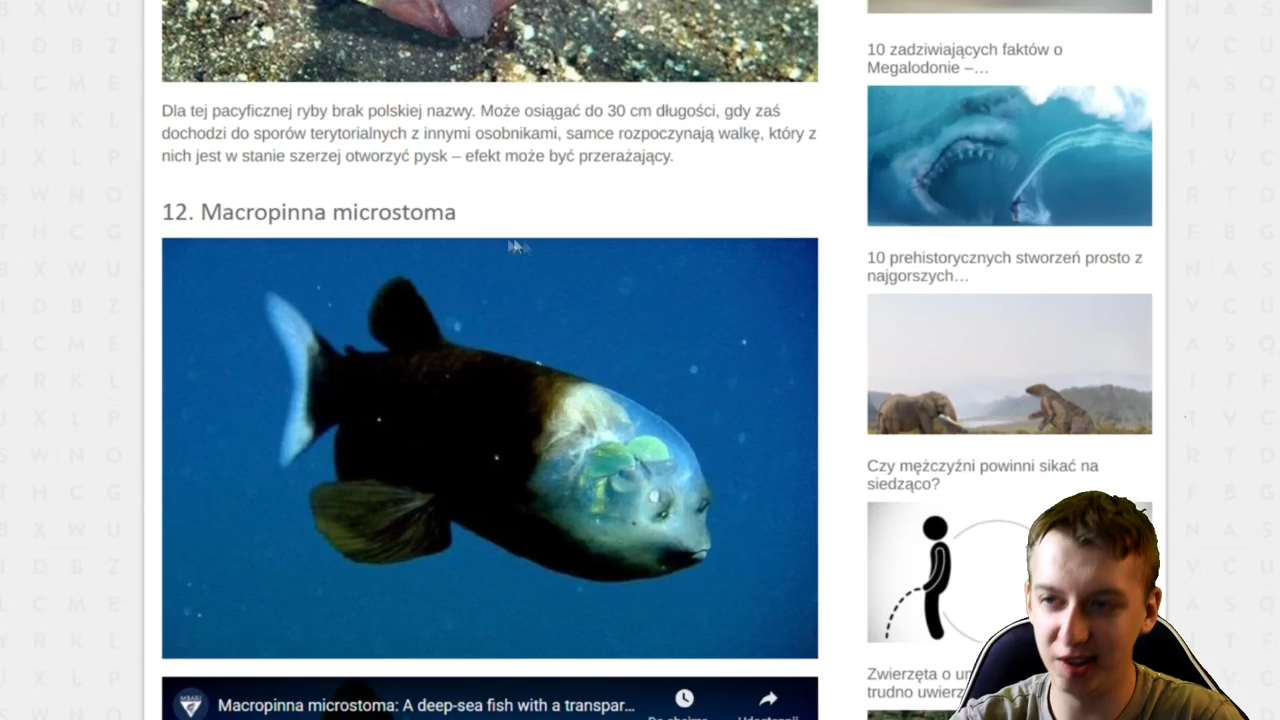 Dla tej pacyficznej ryby brak polskiej nazwy. Może osiągać do 30 cm długości, gdy zaś
dochodzi do sporów terytorialnych z innymi osobnikami, samce rozpoczynają walkę, który z
nich jest w stanie szerzej otworzyć pysk – efekt może być przerażający.
12. Macropinna microstoma
MBARI
Macropinna microstoma: A deep-sea fish with a transpar...
10 zadziwiających faktów o
Megalodonie –...
10 prehistorycznych stworzeń prosto z
najgorszych...
Czy mężczyźni powinni sikać na
siedząco?
Zwierzęta o
trudno